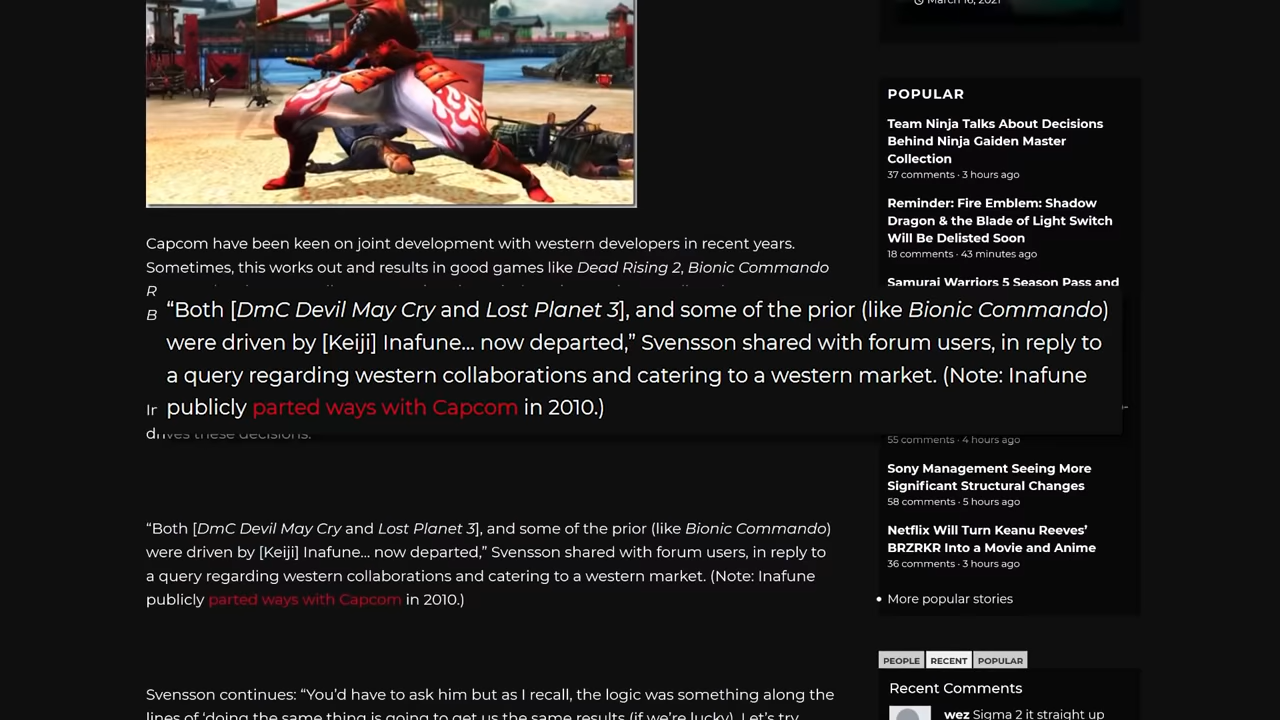 March 16, 2021
POPULAR
Team Ninja Talks About Decisions
Behind Ninja Gaiden Master
Collection
37 comments · 3 hours ago
Reminder: Fire Emblem: Shadow
Dragon & the Blade of Light Switch
Will Be Delisted Soon
18 comments · 43 minutes ago
Samurai Warriors 5 Season Pass and
55 comments · 4 hours ago
Sony Management Seeing More
Significant Structural Changes
58 comments · 5 hours ago
Netflix Will Turn Keanu Reeves’
BRZRKR Into a Movie and Anime
36 comments · 3 hours ago
• More popular stories
PEOPLE RECENT POPULAR
Recent Comments
wez Sigma 2 it straight up
Capcom have been keen on joint development with western developers in recent years.
Sometimes, this works out and results in good games like Dead Rising 2, Bionic Commando
R
B
“Both [DmC Devil May Cry and Lost Planet 3], and some of the prior (like Bionic Commando)
were driven by [Keiji] Inafune... now departed,” Svensson shared with forum users, in reply to
a query regarding western collaborations and catering to a western market. (Note: Inafune
publicly parted ways with Capcom in 2010.)
Ir
drives these decisions.
“Both [DmC Devil May Cry and Lost Planet 3], and some of the prior (like Bionic Commando)
were driven by [Keiji] Inafune... now departed,” Svensson shared with forum users, in reply to
a query regarding western collaborations and catering to a western market. (Note: Inafune
publicly parted ways with Capcom in 2010.)
Svensson continues: “You’d have to ask him but as I recall, the logic was something along the
lines of ‘doing the same thing is going to get us the same results (if we’re lucky). Let’s try